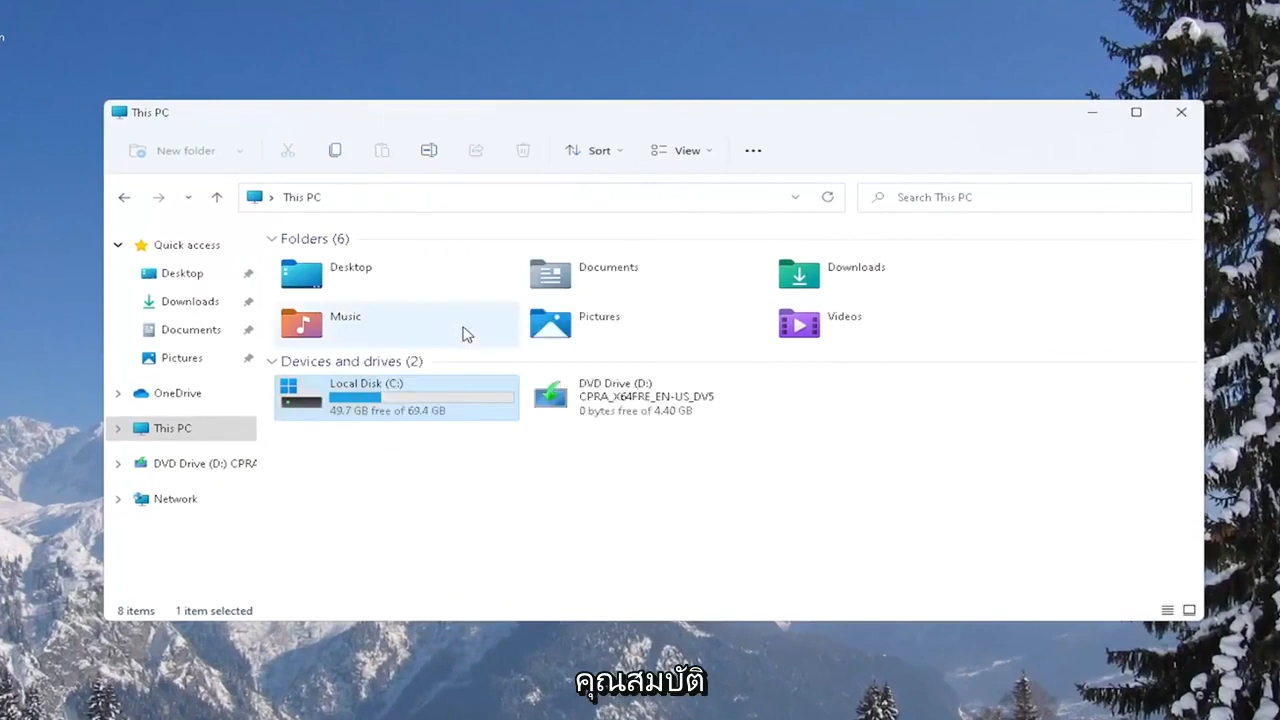 n
This PC
New folder
Sort
View
This PC
Search This PC
Quick access
Desktop
Downloads
Documents
Pictures
OneDrive
This PC
DVD Drive (D:) CPRA
Network
Folders (6)
Desktop
Documents
Downloads
Music
Pictures
Videos
Devices and drives (2)
Local Disk (C:)
49.7 GB free of 69.4 GB
DVD Drive (D:)
CPRA_X64FRE_EN-US_DV5
0 bytes free of 4.40 GB
8 items
1 item selected
คุณสมบัติ